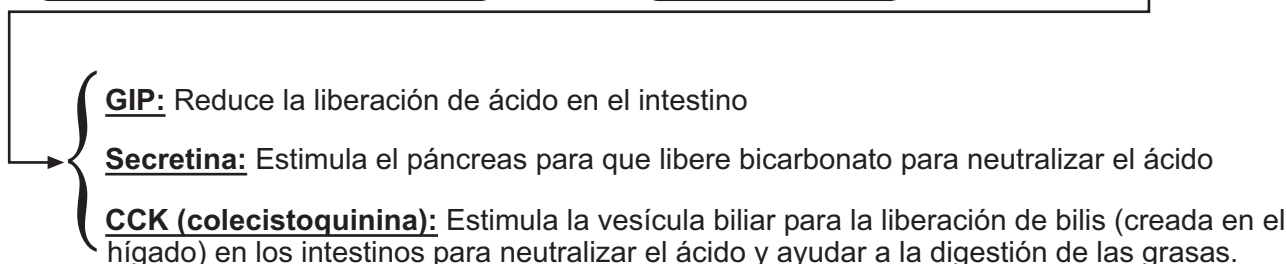 GIP: Reduce la liberación de ácido en el intestino
Secretina: Estimula el páncreas para que libere bicarbonato para neutralizar el ácido
CCK (colecistoquinina): Estimula la vesícula biliar para la liberación de bilis (creada en el
hígado) en los intestinos para neutralizar el ácido y ayudar a la digestión de las grasas.